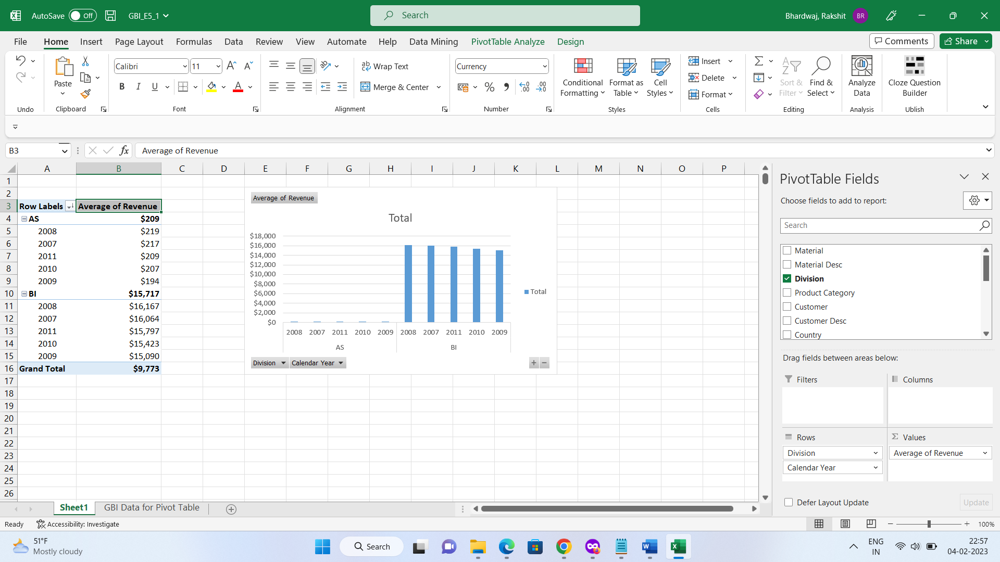 AutoSave Off GBI_E5_1 Search Bhardwaj, Rakshit BR
File Home Insert Page Layout Formulas Data Review View Automate Help Data Mining PivotTable Analyze Design Comments Share
Calibri 11 Wrap Text Currency Insert
Paste Conditional Formatting Format as Table Cell Styles Delete Sort & Filter Find & Select Analyze Data Cloze Question Builder
B I U A Merge & Center % Format
Undo Clipboard Font Alignment Number Styles Cells Editing Analysis Ublish
B3 fx Average of Revenue
A B C D E F G H I J K L M N O P
1
2
3 Row Labels Average of Revenue
4 AS $209
5 2008 $219
6 2007 $217
7 2011 $209
8 2010 $207
9 2009 $194
10 BI $15,717
11 2008 $16,167
12 2007 $16,064
13 2011 $15,797
14 2010 $15,423
15 2009 $15,090
16 Grand Total $9,773
17
18
19
20
21
22
23
24
25
26
Average of Revenue
Total
$18,000
$16,000
$14,000
$12,000
$10,000
$8,000
$6,000
$4,000
$2,000
$0
Total
2008 2007 2011 2010 2009 2008 2007 2011 2010 2009
AS BI
Division Calendar Year + −
PivotTable Fields
Choose fields to add to report:
Search
Material
Material Desc
Division
Product Category
Customer
Customer Desc
Country
Drag fields between areas below:
Filters Columns
Rows Values
Division Average of Revenue
Calendar Year
Defer Layout Update Update
Sheet1 GBI Data for Pivot Table
Ready Accessibility: Investigate 100%
51°F
Mostly cloudy
Search
ENG
IN
22:57
04-02-2023